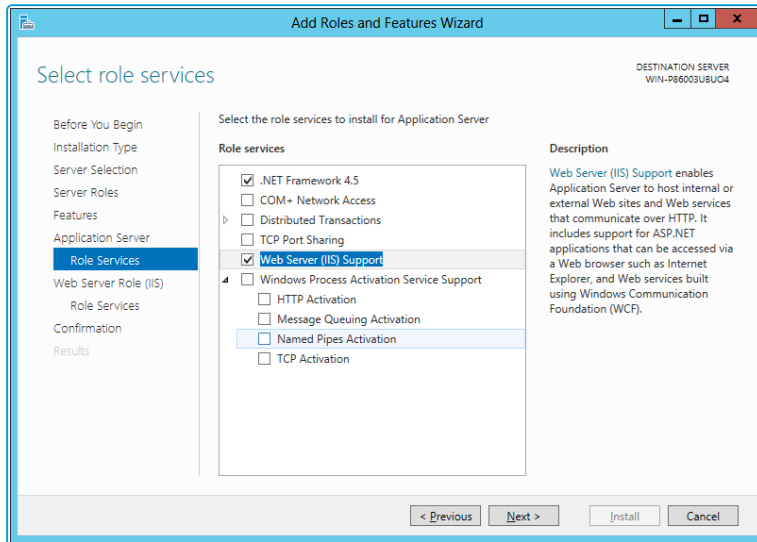 Add Roles and Features Wizard
Select role services
DESTINATION SERVER
WIN-P86003UBUO4
Before You Begin
Installation Type
Server Selection
Server Roles
Features
Application Server
Role Services
Web Server Role (IIS)
Role Services
Confirmation
Results
Select the role services to install for Application Server
Role services
.NET Framework 4.5
COM+ Network Access
Distributed Transactions
TCP Port Sharing
Web Server (IIS) Support
Windows Process Activation Service Support
HTTP Activation
Message Queuing Activation
Named Pipes Activation
TCP Activation
Description
Web Server (IIS) Support enables
Application Server to host internal or
external Web sites and Web services
that communicate over HTTP. It
includes support for ASP.NET
applications that can be accessed via
a Web browser such as Internet
Explorer, and Web services built
using Windows Communication
Foundation (WCF).
< Previous
Next >
Install
Cancel